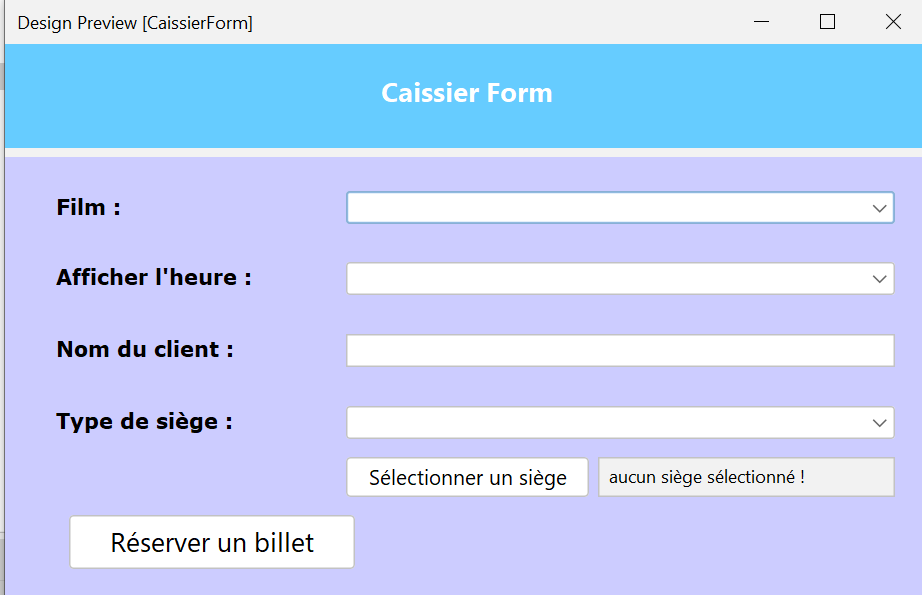 Design Preview [CaissierForm]
Caissier Form
Film :
Afficher l'heure :
Nom du client :
Type de siège :
Sélectionner un siège
aucun siège sélectionné !
Réserver un billet